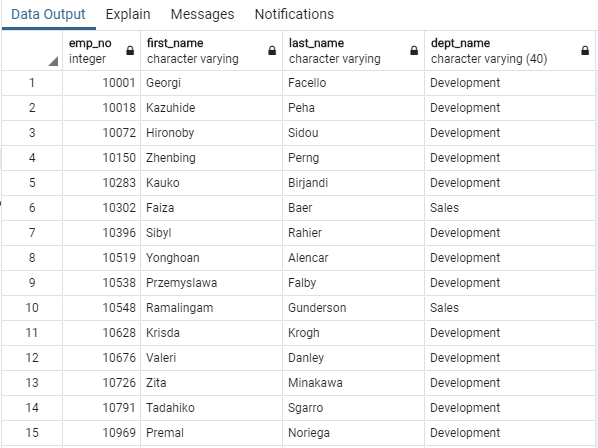 Data Output Explain Messages Notifications
emp_no first_name last_name dept_name
integer character varying character varying character varying (40)
1 10001 Georgi Facello Development
2 10018 Kazuhide Peha Development
3 10072 Hironoby Sidou Development
4 10150 Zhenbing Perng Development
5 10283 Kauko Birjandi Development
6 10302 Faiza Baer Sales
7 10396 Sibyl Rahier Development
8 10519 Yonghoan Alencar Development
9 10538 Przemyslawa Falby Development
10 10548 Ramalingam Gunderson Sales
11 10628 Krisda Krogh Development
12 10676 Valeri Danley Development
13 10726 Zita Minakawa Development
14 10791 Tadahiko Sgarro Development
15 10969 Premal Noriega Development